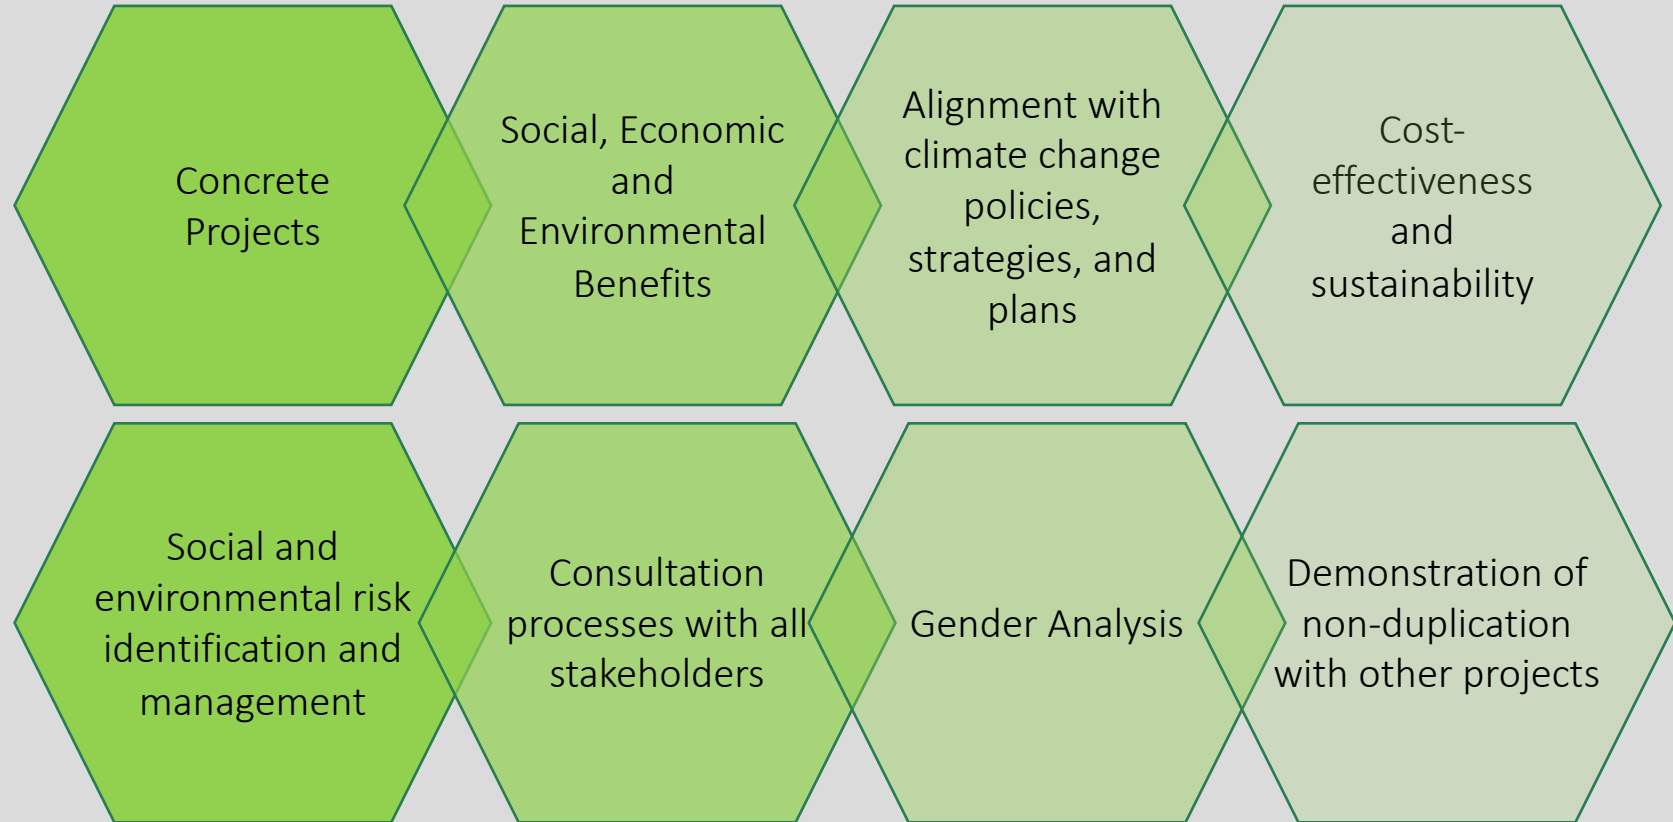 Concrete
Projects
Social, Economic
and
Environmental
Benefits
Alignment with
climate change
policies,
strategies, and
plans
Cost-
effectiveness
and
sustainability
Social and
environmental risk
identification and
management
Consultation
processes with all
stakeholders
Gender Analysis
Demonstration of
non-duplication
with other projects